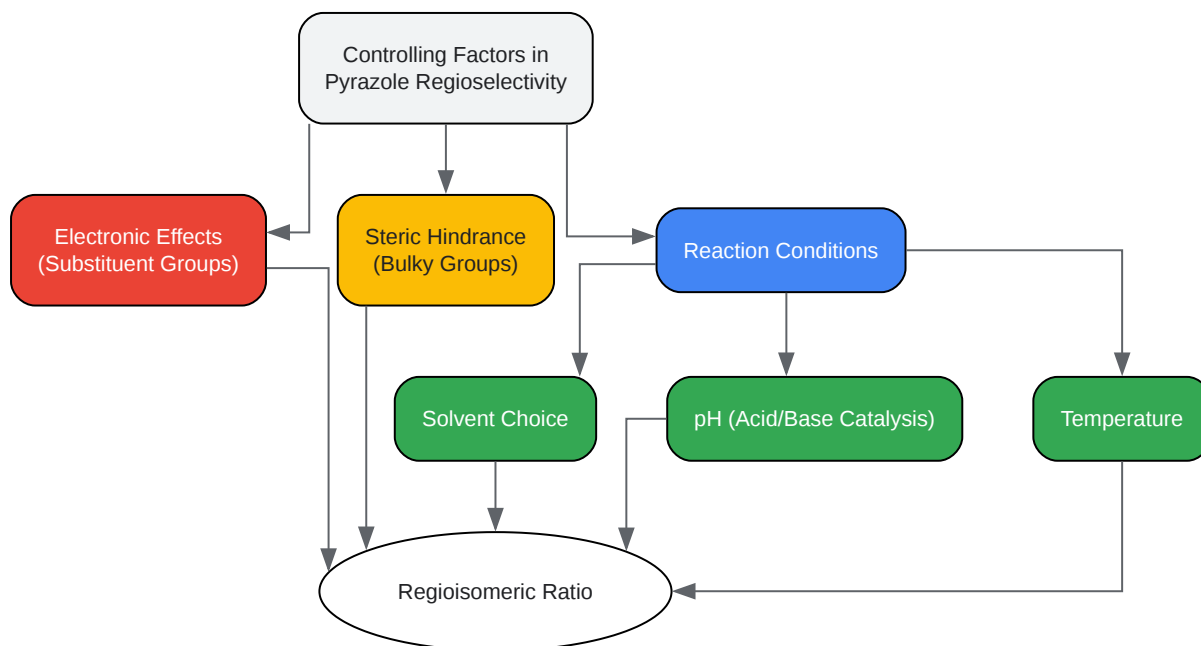 Controlling Factors in
Pyrazole Regioselectivity
Electronic Effects
(Substituent Groups)
Steric Hindrance
(Bulky Groups)
Reaction Conditions
Solvent Choice
pH (Acid/Base Catalysis)
Temperature
Regioisomeric Ratio